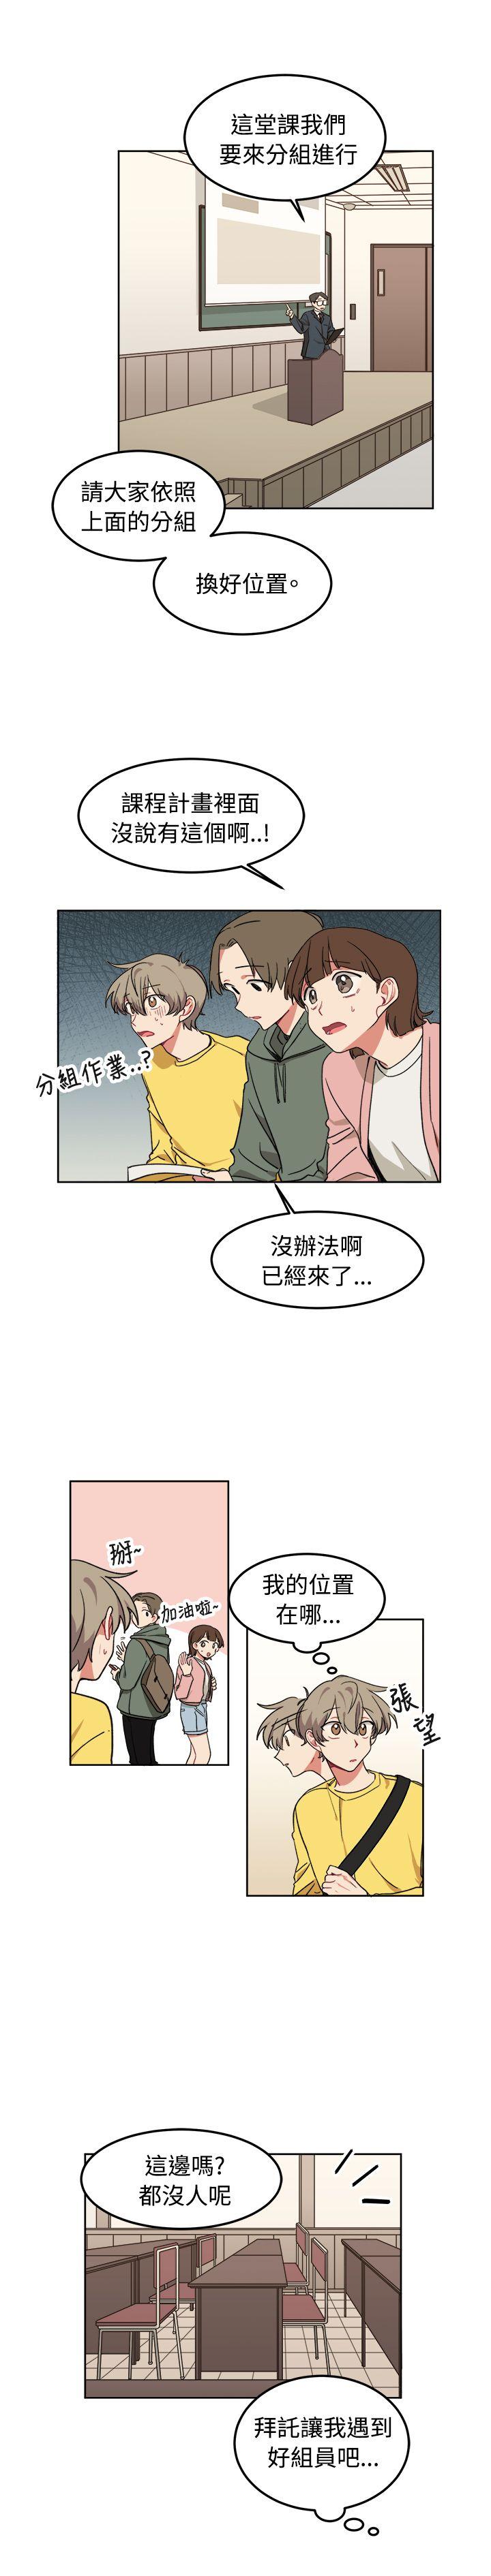 這堂課我們
要來分組進行
請大家依照
上面的分組
換好位置。
課程計畫裡面
沒說有這個啊..!
分組作業..?
沒辦法啊
已經來了...
掰~
加油啦~
我的位置
在哪...
張望
這邊嗎?
都沒人呢
拜託讓我遇到
好組員吧...